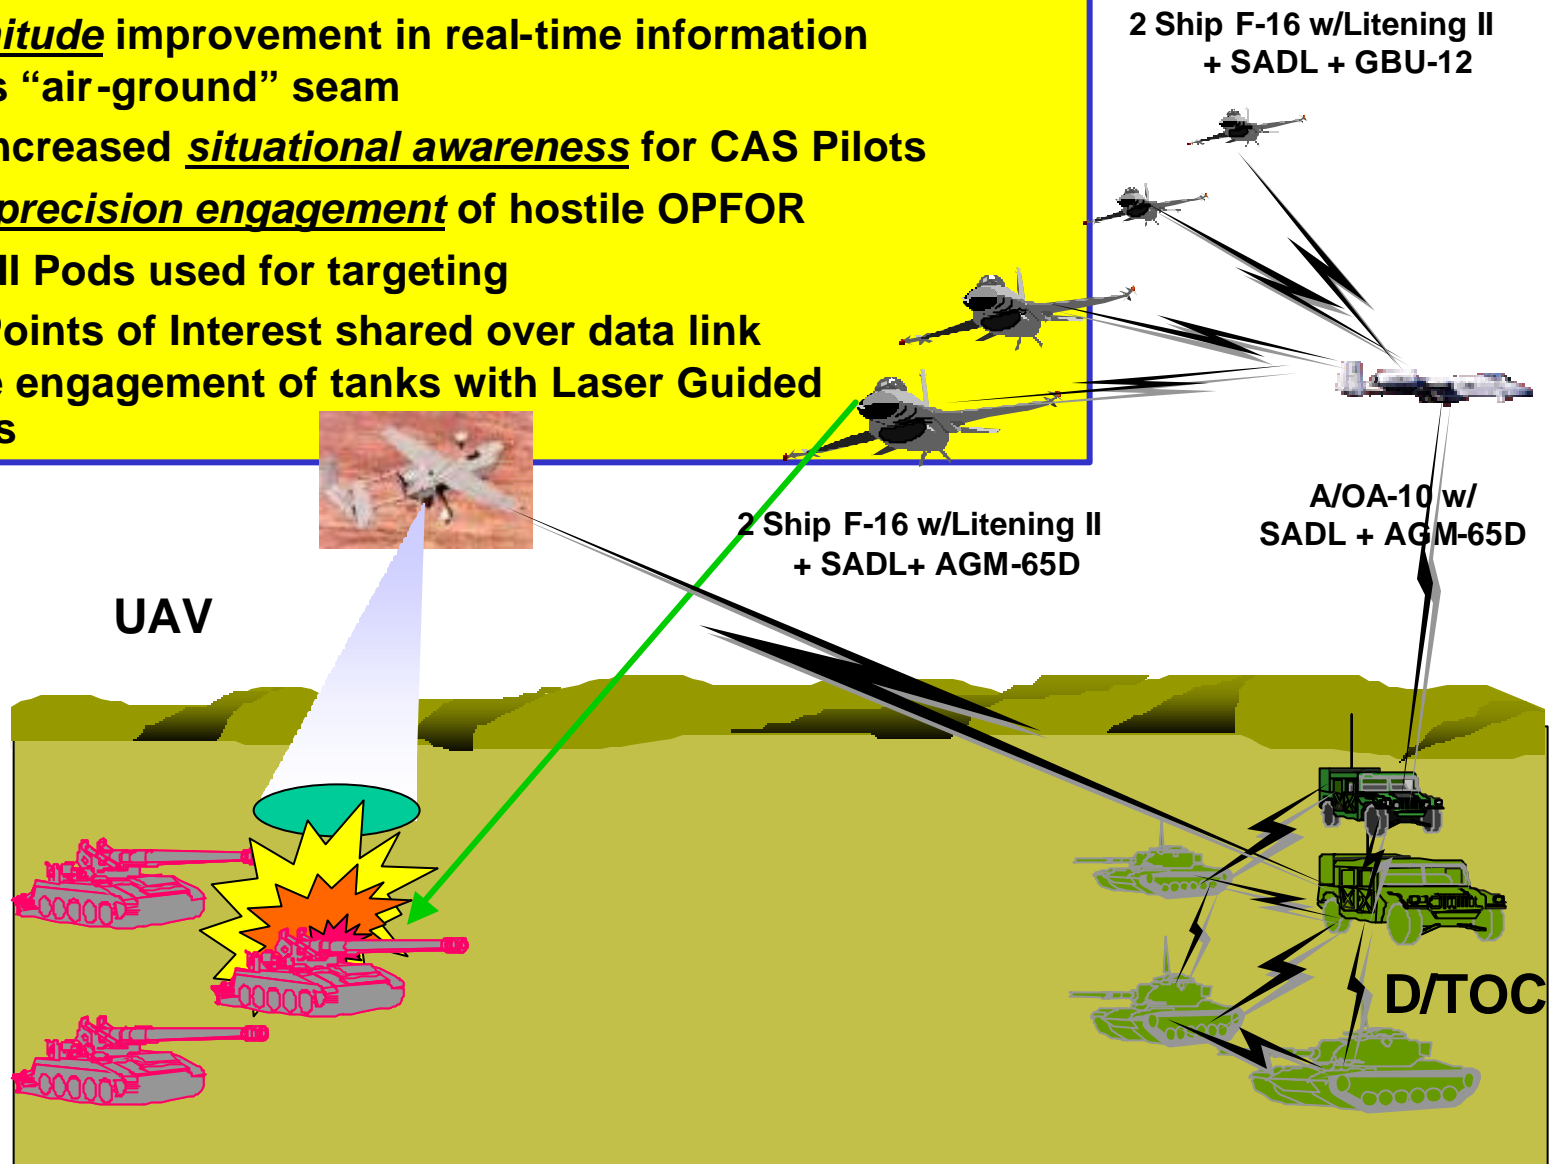 improvement in real-time information
“air-ground” seam
situational awareness for CAS Pilots
precision engagement of hostile OPFOR
II Pods used for targeting
Points of Interest shared over data link
engagement of tanks with Laser Guided
2 Ship F-16 w/Litening II
+ SADL + GBU-12
2 Ship F-16 w/Litening II
+ SADL+ AGM-65D
A/OA-10 w/
SADL + AGM-65D
UAV
D/TOC